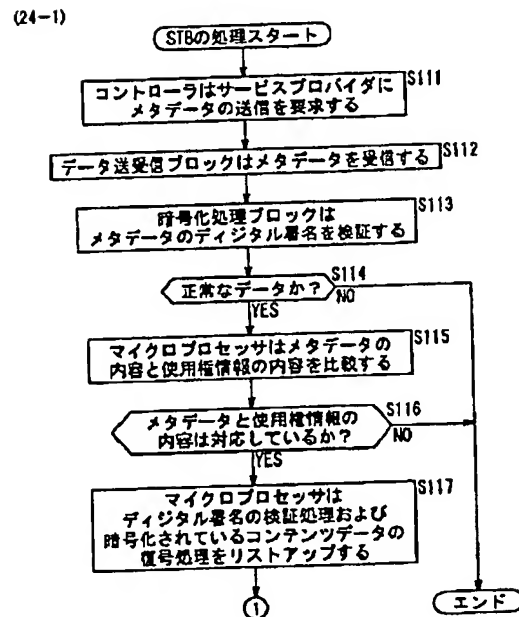 (24-1)
STBの処理スタート
コントローラはサービスプロバイダに
メタデータの送信を要求する
S111
データ送受信ブロックはメタデータを受信する
S112
暗号化処理ブロックは
メタデータのディジタル署名を検証する
S113
正常なデータか？
S114
NO
YES
マイクロプロセッサはメタデータの
内容と使用権情報の内容を比較する
S115
メタデータと使用権情報の
内容は対応しているか？
S116
NO
YES
マイクロプロセッサは
ディジタル署名の検証処理および
暗号化されているコンテンツデータの
復号処理をリストアップする
S117
1
エンド